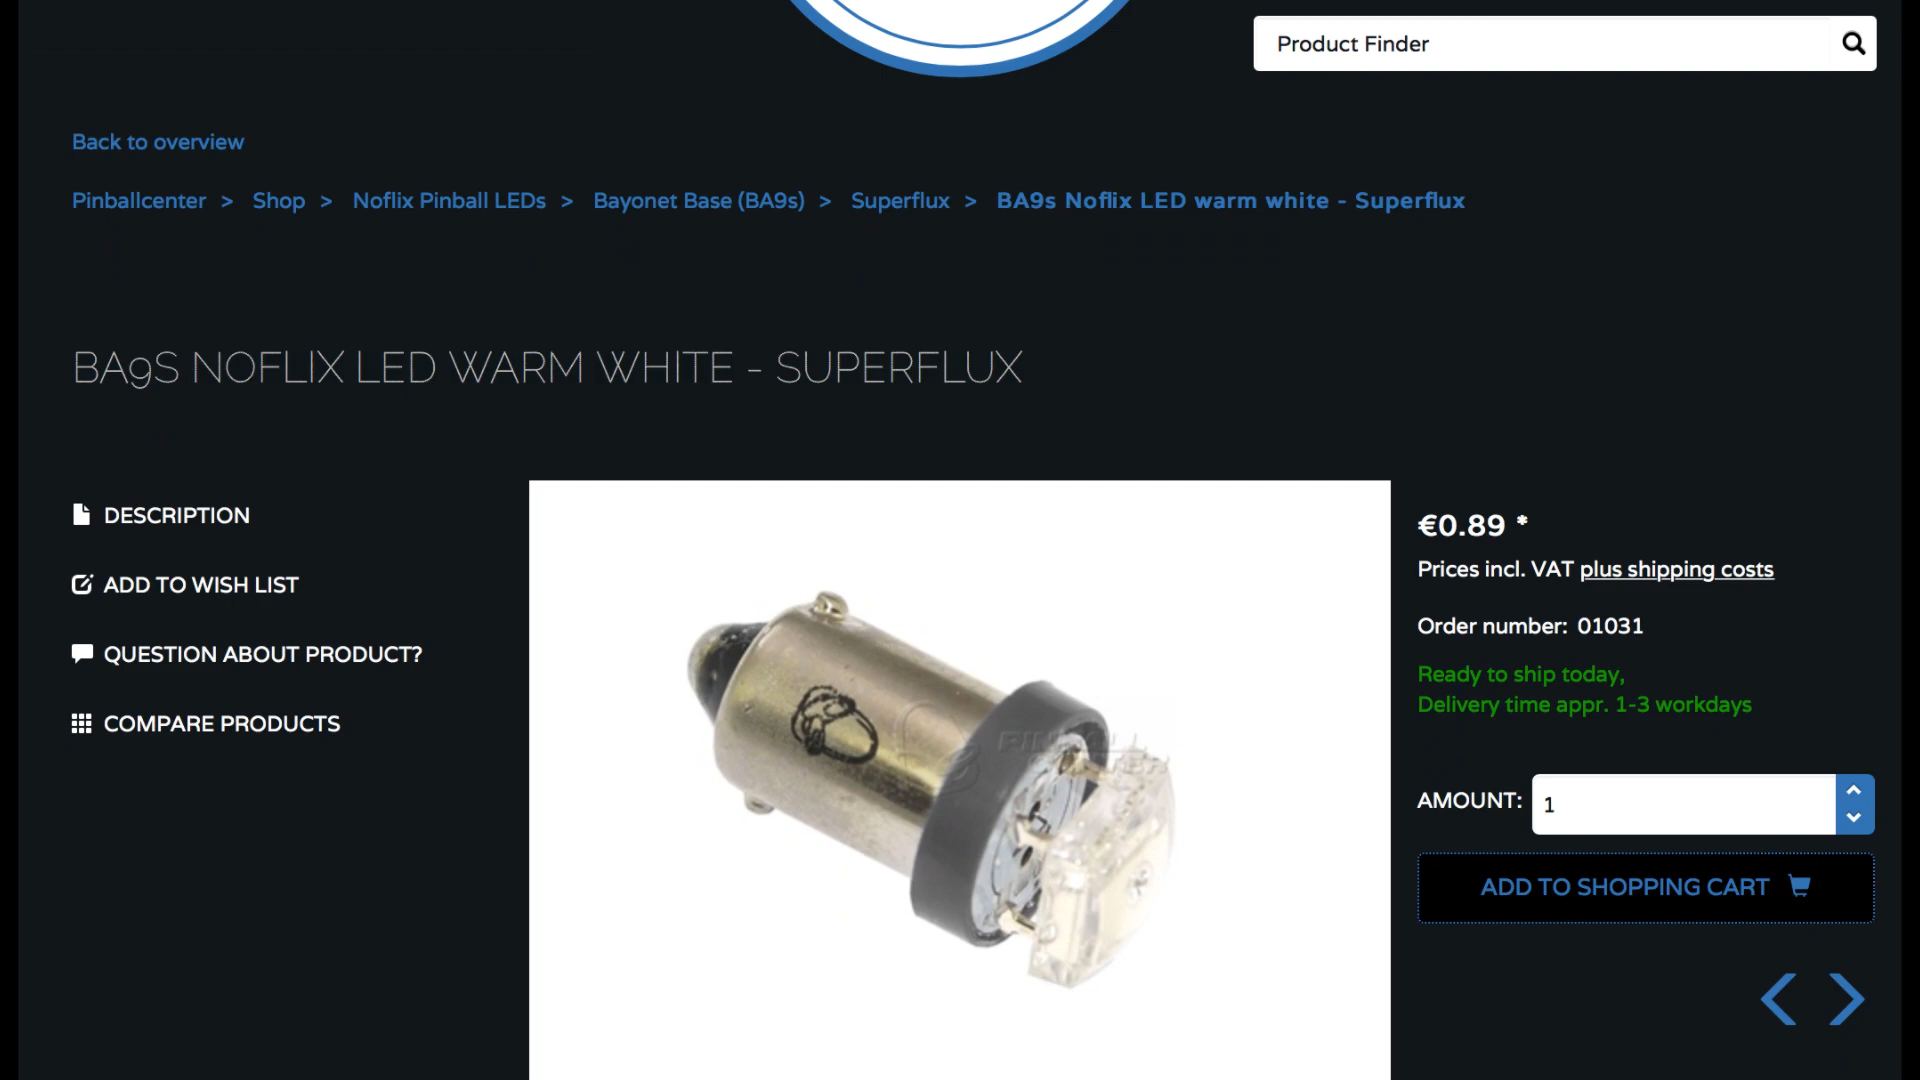 Product Finder
Back to overview
Pinballcenter > Shop > Noflix Pinball LEDs > Bayonet Base (BA9s) > Superflux > BA9s Noflix LED warm white - Superflux
BA9S NOFLIX LED WARM WHITE - SUPERFLUX
DESCRIPTION
ADD TO WISH LIST
QUESTION ABOUT PRODUCT?
COMPARE PRODUCTS
€0.89 *
Prices incl. VAT plus shipping costs
Order number: 01031
Ready to ship today,
Delivery time appr. 1-3 workdays
AMOUNT: 1
ADD TO SHOPPING CART